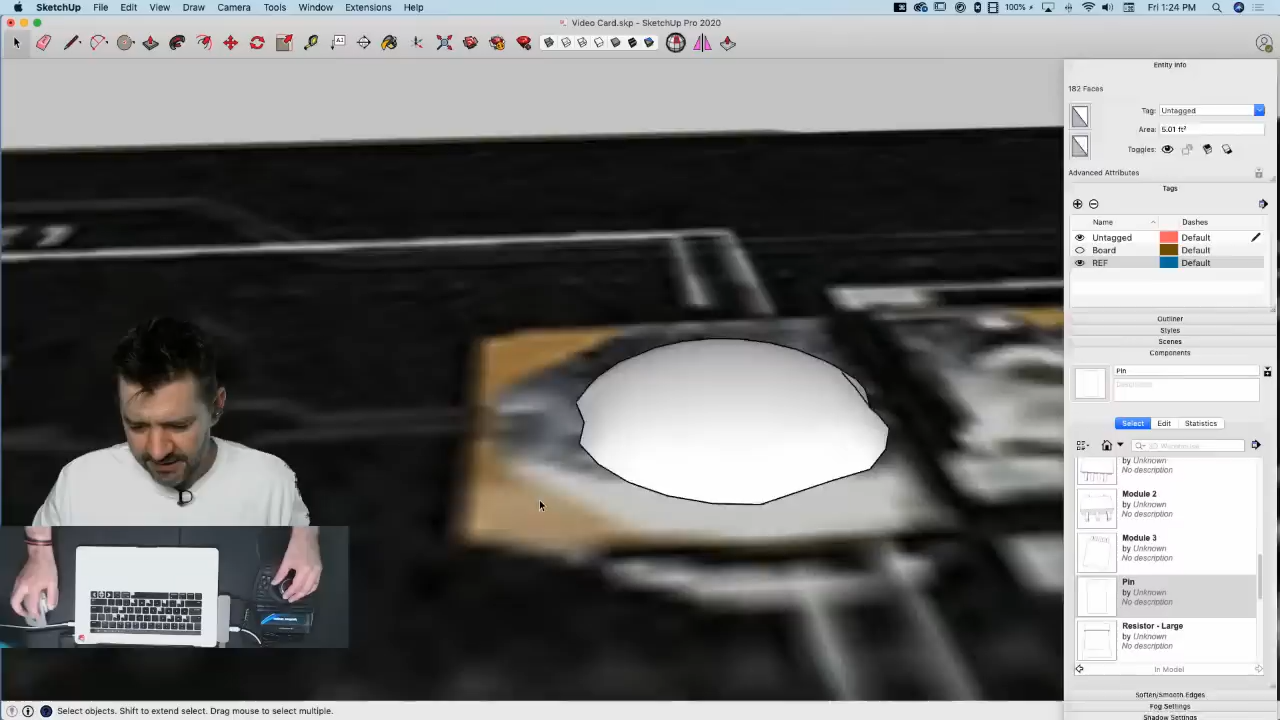 SketchUp File Edit View Draw Camera Tools Window Extensions Help 100% Fri 1:24 PM
Video Card.skp - SketchUp Pro 2020
Entity Info
182 Faces
Tag: Untagged
Area: 5.01 ft²
Toggles:
Advanced Attributes
Tags
Name Dashes
Untagged Default
Board Default
REF Default
Outliner
Styles
Scenes
Components
Pin
Description
Select Edit Statistics
3D Warehouse
by Unknown
No description
Module 2
by Unknown
No description
Module 3
by Unknown
No description
Pin
by Unknown
No description
Resistor - Large
by Unknown
No description
In Model
Soften/Smooth Edges
Fog Settings
Shadow Settings
Select objects. Shift to extend select. Drag mouse to select multiple.